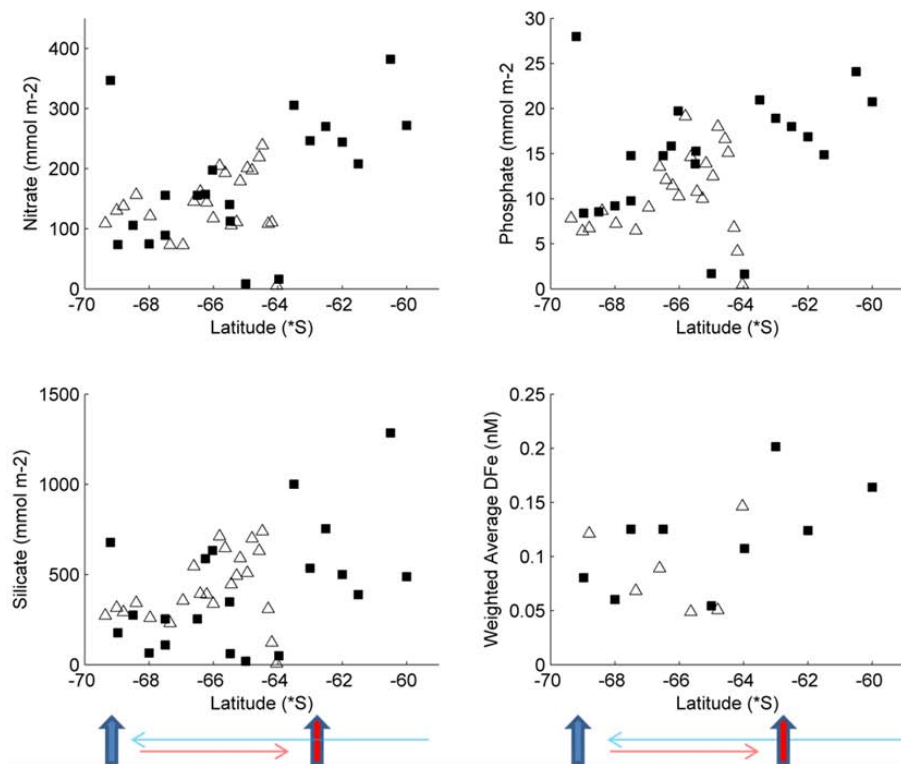 400
300
200
100
0
Nitrate (mmol m-2)
-70 -68 -66 -64 -62 -60
Latitude (*S)
30
25
20
15
10
5
0
Phosphate (mmol m-2
-70 -68 -66 -64 -62 -60
Latitude (*S)
1500
1000
500
0
Silicate (mmol m-2)
-70 -68 -66 -64 -62 -60
Latitude (*S)
0.25
0.2
0.15
0.1
0.05
0
Weighted Average DFe (nM)
-70 -68 -66 -64 -62 -60
Latitude (*S)